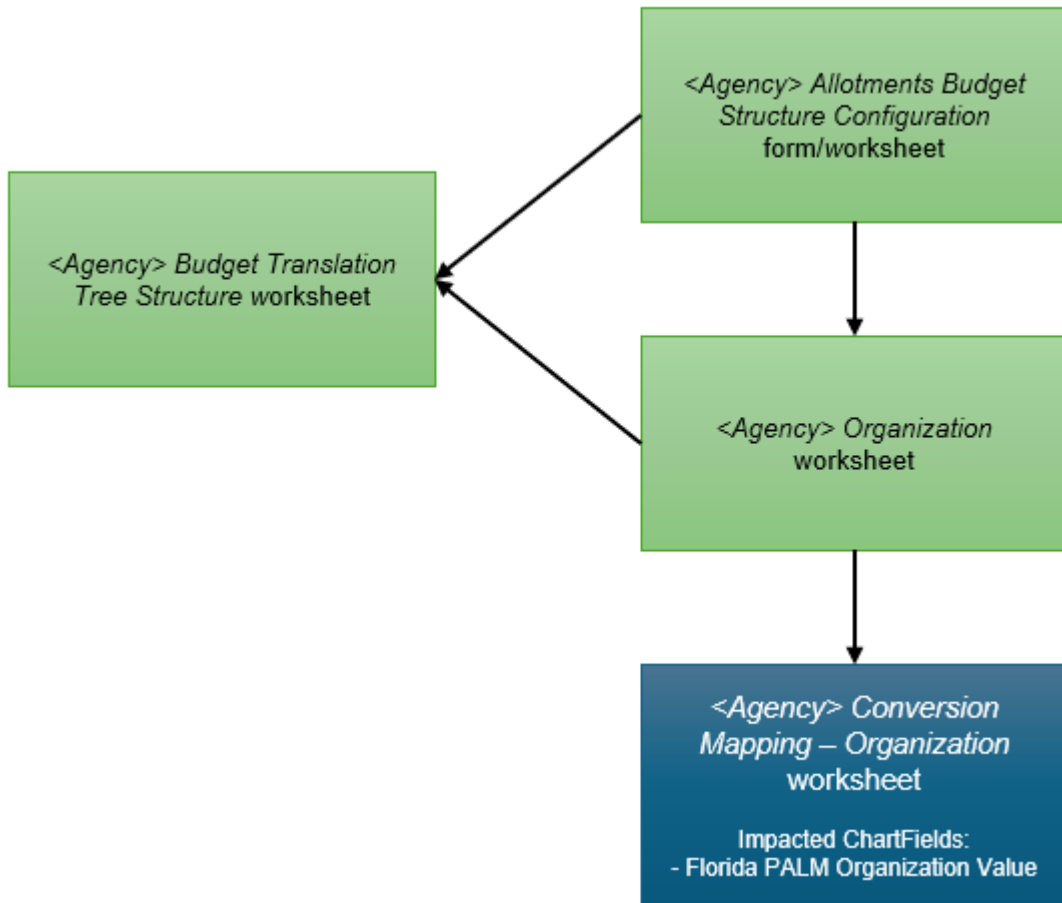 <Agency> Allotments Budget
Structure Configuration
form/worksheet
<Agency> Budget Translation
Tree Structure worksheet
<Agency> Organization
worksheet
<Agency> Conversion
Mapping – Organization
worksheet
Impacted ChartFields:
- Florida PALM Organization Value